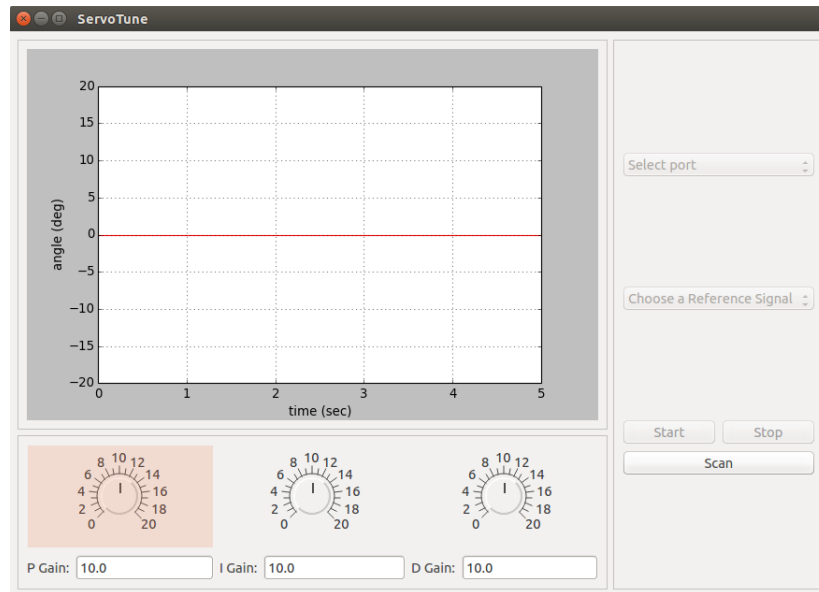 ServoTune
20
15
10
5
0
−5
−10
−15
−20
angle (deg)
0 1 2 3 4 5
time (sec)
Select port
Choose a Reference Signal
Start Stop
Scan
0 2 4 6 8 10 12 14 16 18 20
0 2 4 6 8 10 12 14 16 18 20
0 2 4 6 8 10 12 14 16 18 20
P Gain: 10.0 I Gain: 10.0 D Gain: 10.0